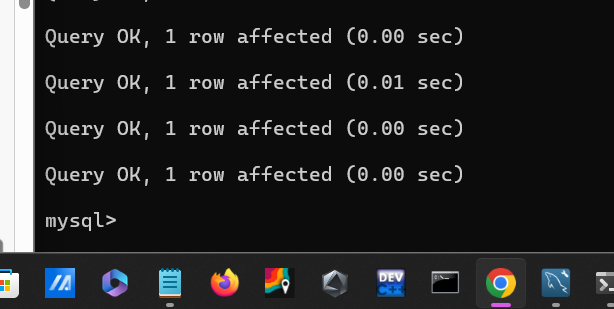 Query OK, 1 row affected (0.00 sec)
Query OK, 1 row affected (0.01 sec)
Query OK, 1 row affected (0.00 sec)
Query OK, 1 row affected (0.00 sec)
mysql>
DEV
C++